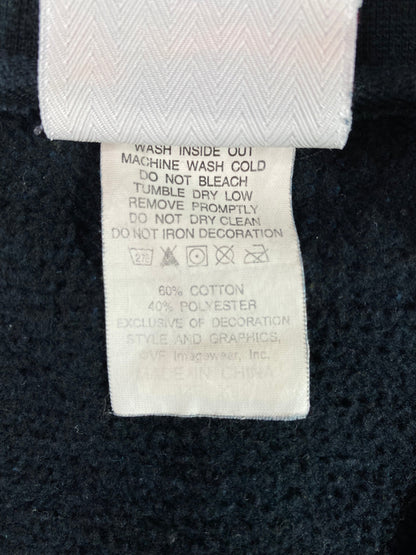 WASH INSIDE OUT
MACHINE WASH COLD
DO NOT BLEACH
TUMBLE DRY LOW
REMOVE PROMPTLY
DO NOT DRY CLEAN
DO NOT IRON DECORATION
60% COTTON
40% POLYESTER
EXCLUSIVE OF DECORATION
STYLE AND GRAPHICS.
©VF Imagewear, Inc.
MADE IN CHINA